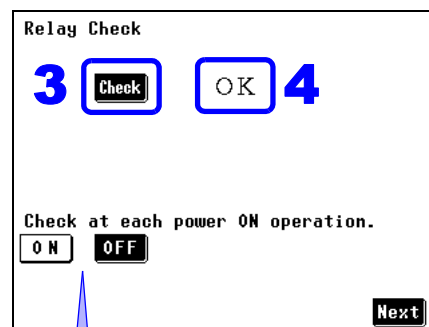 Relay Check
3 Check OK 4
Check at each power ON operation.
ON OFF
Next